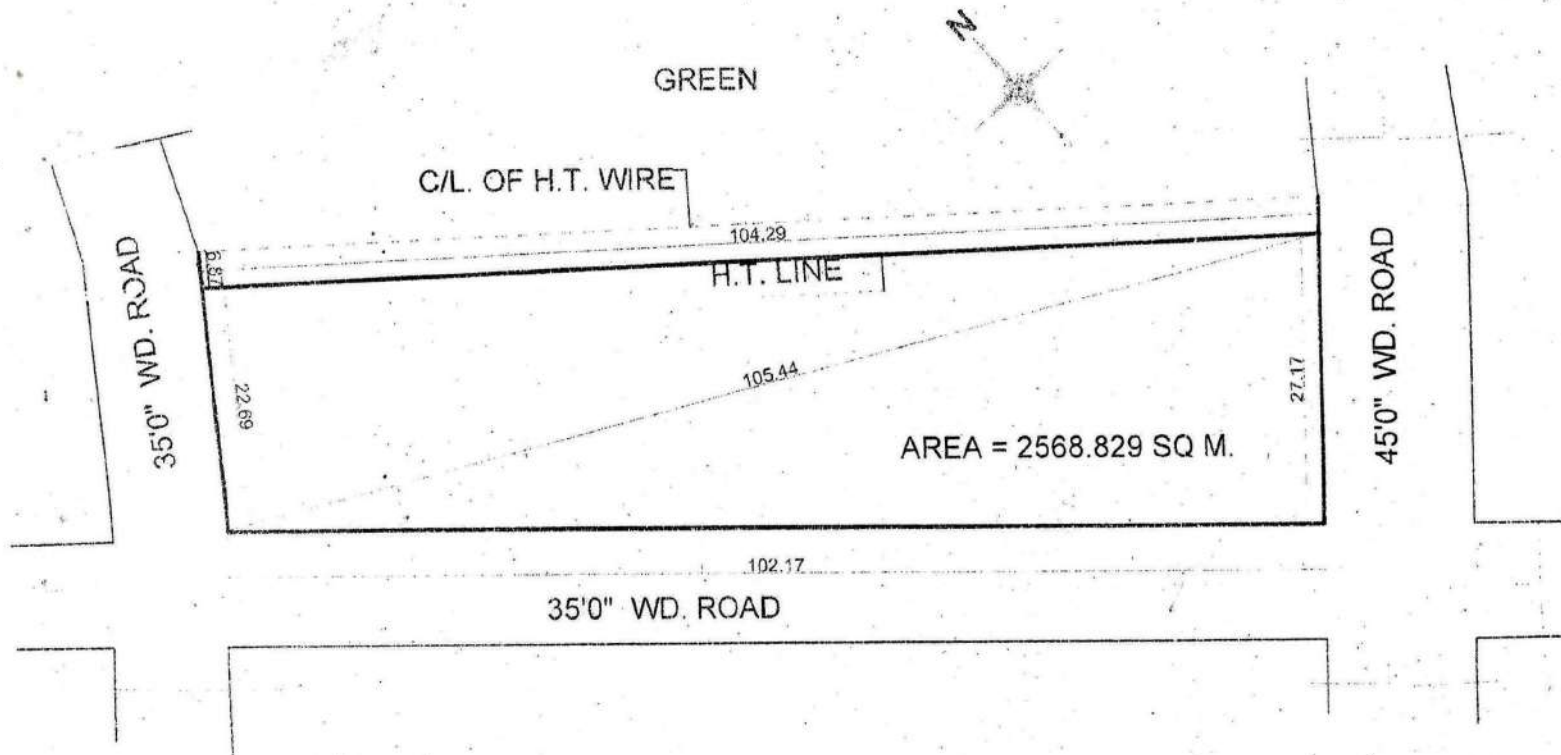 N
GREEN
C/L. OF H.T. WIRE
104.29
6.87
H.T. LINE
35'0" WD. ROAD
22.69
105.44
27.17
45'0" WD. ROAD
AREA = 2568.829 SQ M.
102.17
35'0" WD. ROAD